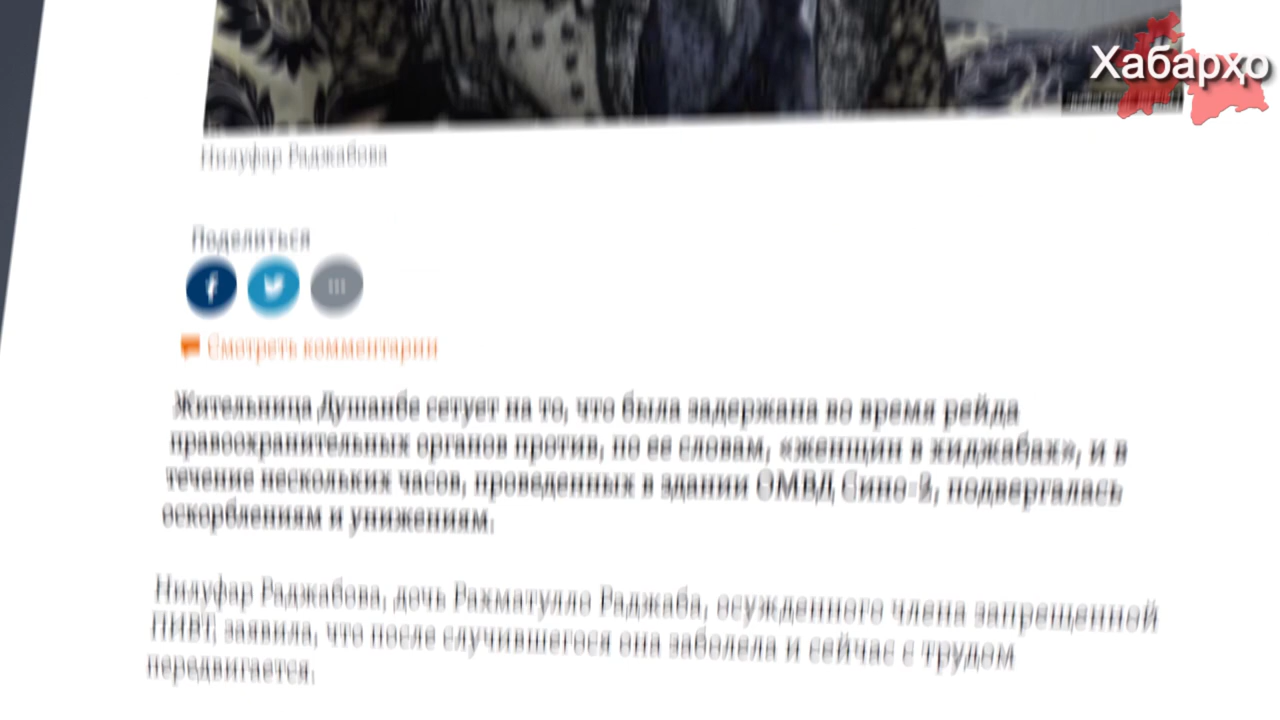 Хабарҳо
Нилуфар Раджабова
Поделиться
Смотреть комментарии
Жительница Душанбе сетует на то, что была задержана во время рейда
правоохранительных органов против, по ее словам, «женщин в хиджабах», и в
течение нескольких часов, проведенных в здании ОМВД Сино-2, подвергалась
оскорблениям и унижениям.
Нилуфар Раджабова, дочь Рахматулло Раджаба, осужденного члена запрещенной
ПИВТ, заявила, что после случившегося она заболела и сейчас с трудом
передвигается.